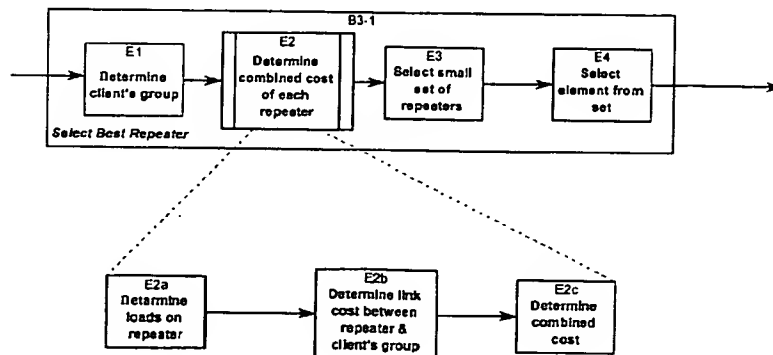 B3-1
E1
Determine
client's group
E2
Determine
combined cost
of each
repeater
E3
Select small
set of
repeaters
E4
Select
element from
set
Select Best Repeater
E2a
Determine
loads on
repeater
E2b
Determine link
cost between
repeater &
client's group
E2c
Determine
combined
cost